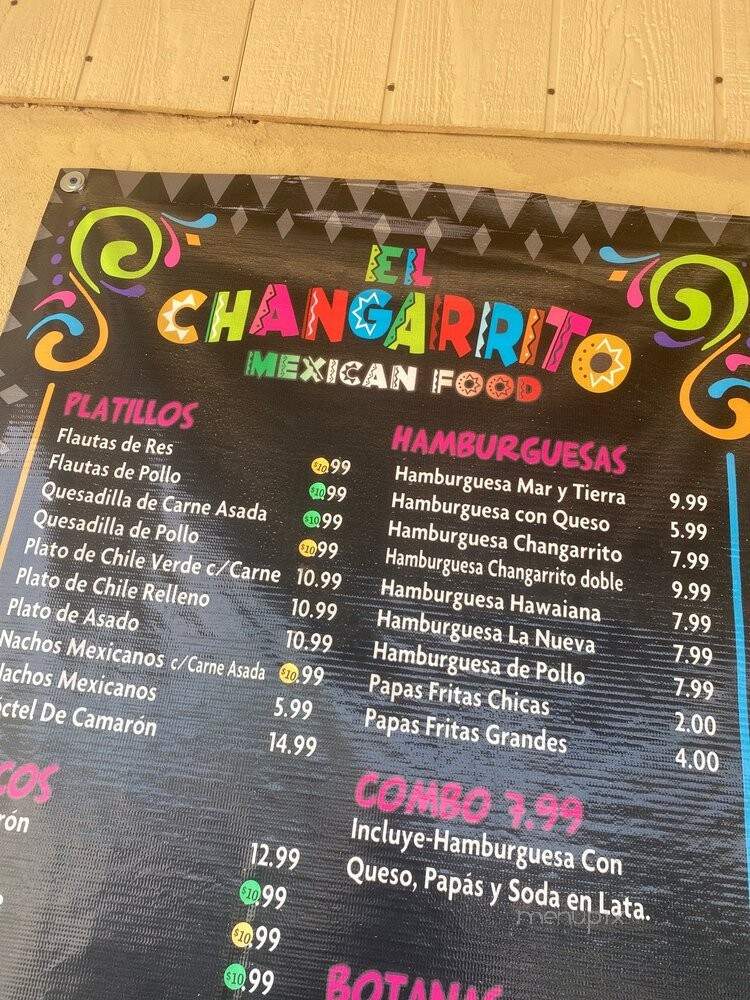 EL
CHANGARRITO
MEXICAN FOOD
PLATILLOS
Flautas de Res $10.99
Flautas de Pollo $10.99
Quesadilla de Carne Asada $10.99
Quesadilla de Pollo $10.99
Plato de Chile Verde c/Carne 10.99
Plato de Chile Relleno 10.99
Plato de Asado 10.99
Nachos Mexicanos c/Carne Asada $10.99
Nachos Mexicanos 5.99
ctel De Camarón 14.99
COS
rón
12.99
$10.99
$10.99
$10.99
HAMBURGUESAS
Hamburguesa Mar y Tierra 9.99
Hamburguesa con Queso 5.99
Hamburguesa Changarrito 7.99
Hamburguesa Changarrito doble 9.99
Hamburguesa Hawaiana 7.99
Hamburguesa La Nueva 7.99
Hamburguesa de Pollo 7.99
Papas Fritas Chicas 2.00
Papas Fritas Grandes 4.00
COMBO 7.99
Incluye-Hamburguesa Con
Queso, Papás y Soda en Lata.
BOTANAS
menupix